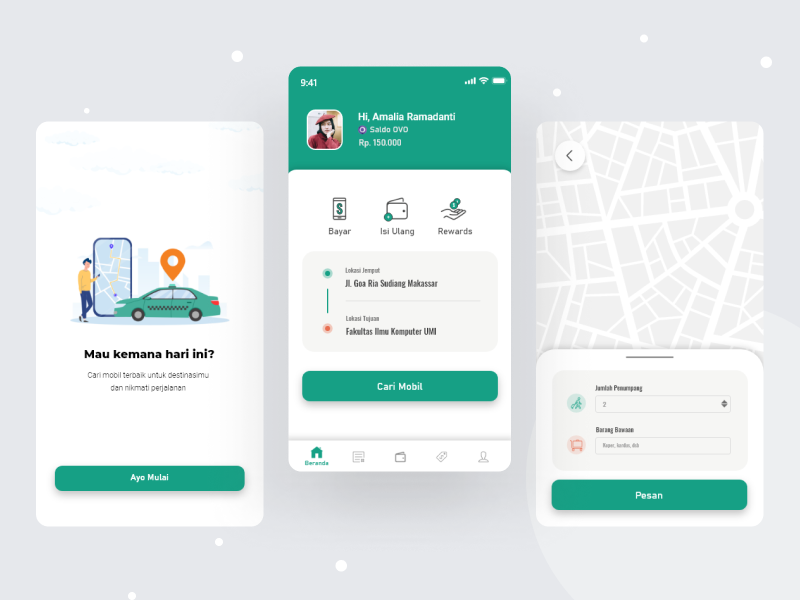 Mau kemana hari ini?
Cari mobil terbaik untuk destinasimu
dan nikmati perjalanan
Ayo Mulai
9:41
Hi, Amalia Ramadanti
Saldo OVO
Rp. 150.000
Bayar
Isi Ulang
Rewards
Lokasi Jemput
Jl. Goa Ria Sudiang Makassar
Lokasi Tujuan
Fakultas Ilmu Komputer UMI
Cari Mobil
Beranda
Jumlah Penumpang
2
Barang Bawaan
Koper, kardus, dsb
Pesan